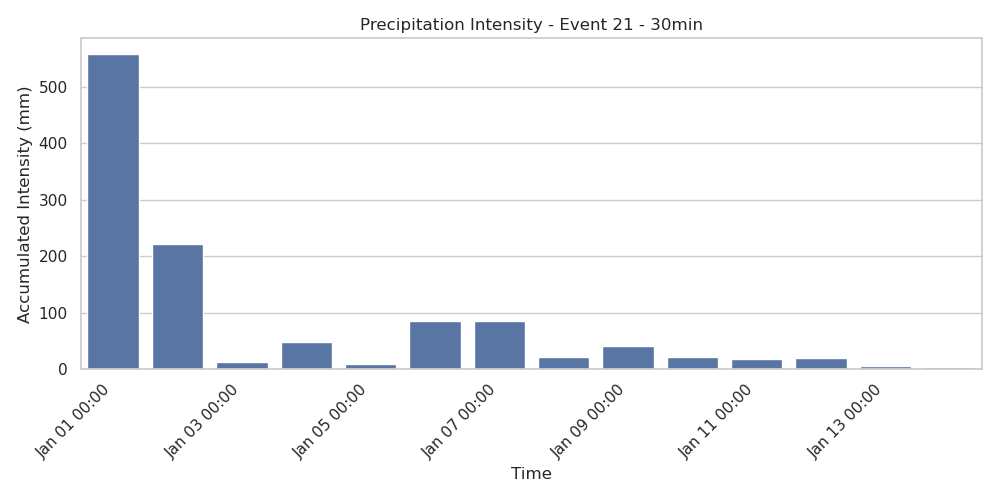 Precipitation Intensity - Event 21 - 30min
Accumulated Intensity (mm)
500
400
300
200
100
0
Jan 01 00:00
Jan 03 00:00
Jan 05 00:00
Jan 07 00:00
Jan 09 00:00
Jan 11 00:00
Jan 13 00:00
Time